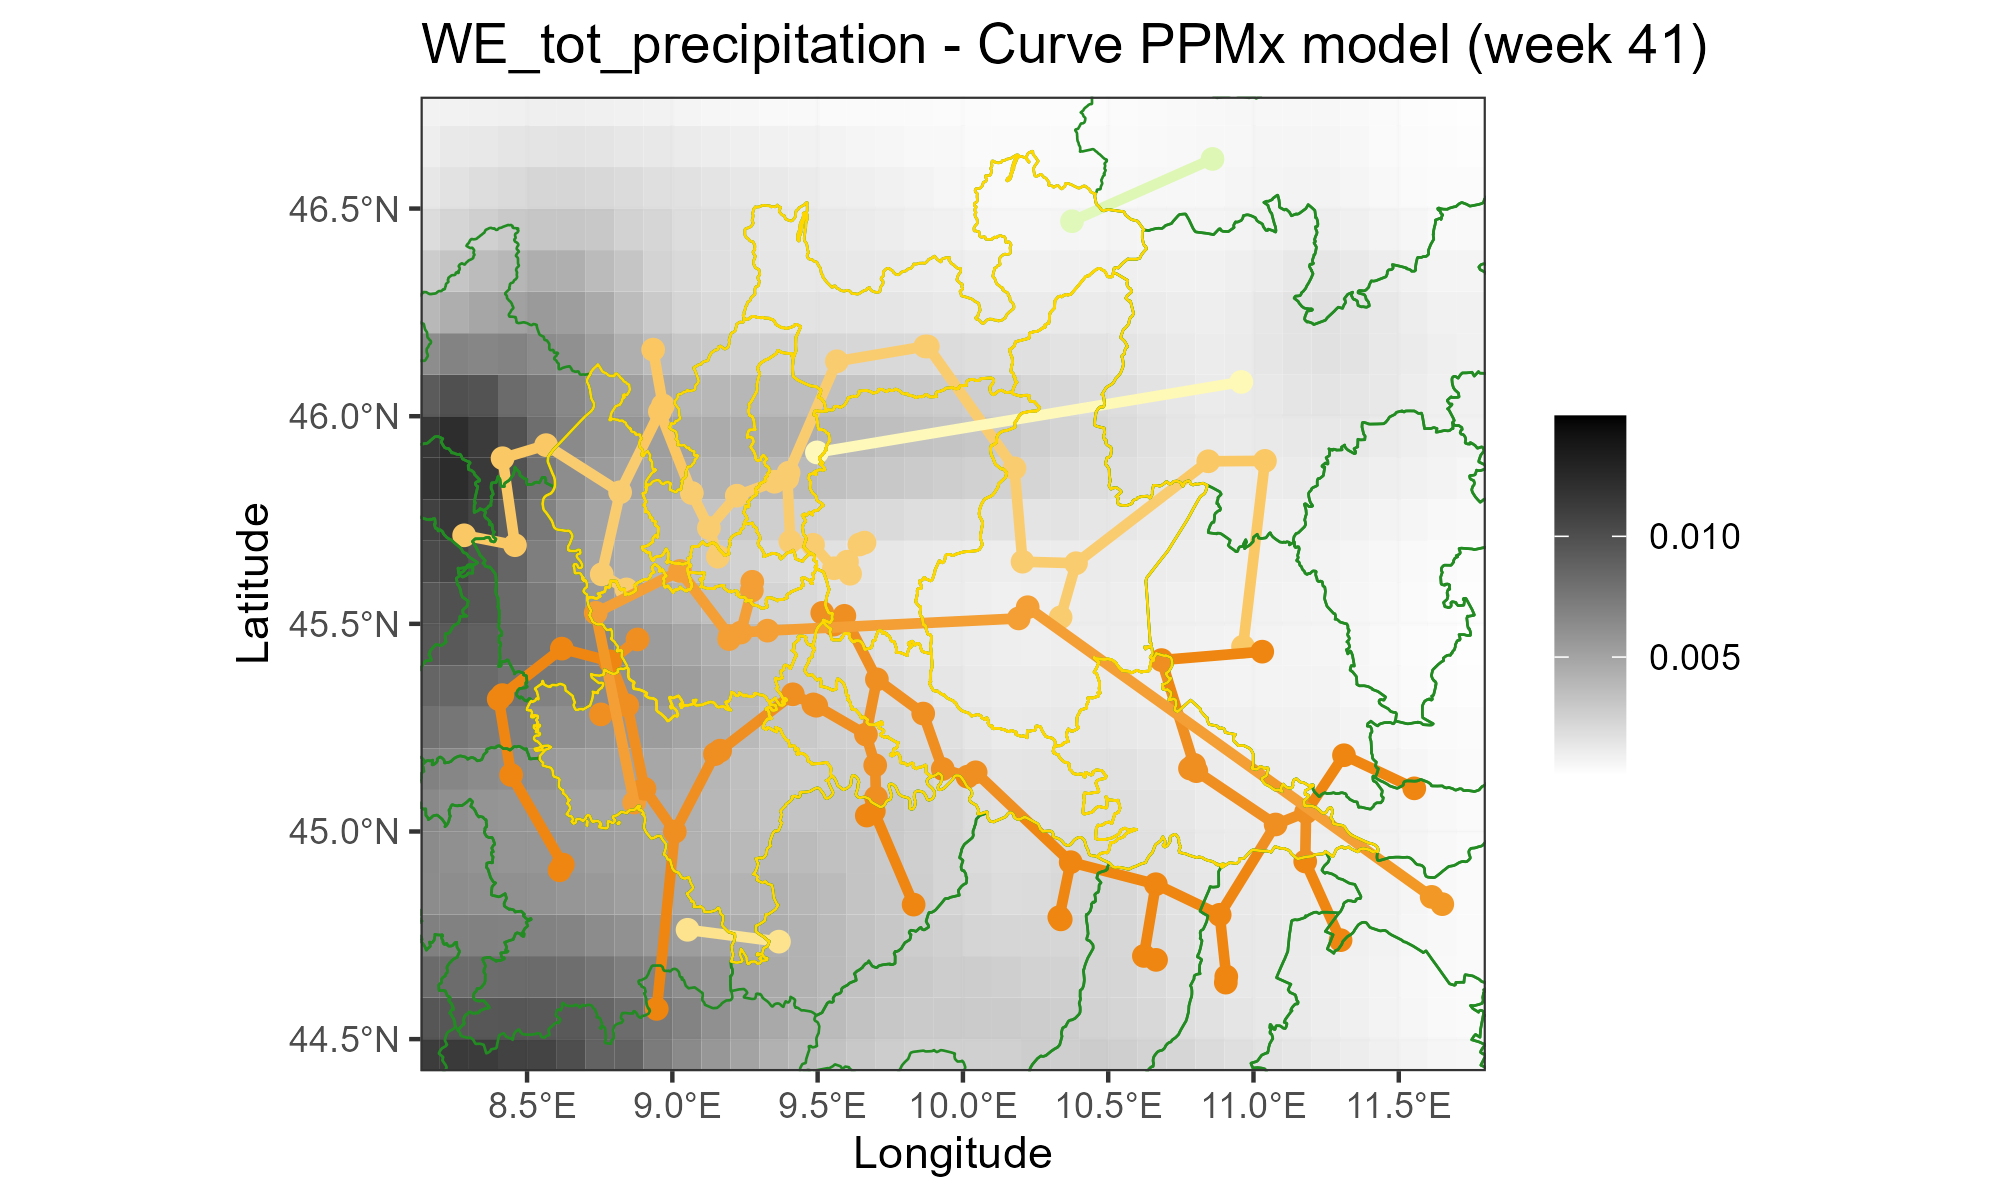 WE_tot_precipitation - Curve PPMx model (week 41)
46.5°N
46.0°N
45.5°N
45.0°N
44.5°N
Latitude
8.5°E 9.0°E 9.5°E 10.0°E 10.5°E 11.0°E 11.5°E
Longitude
0.010
0.005